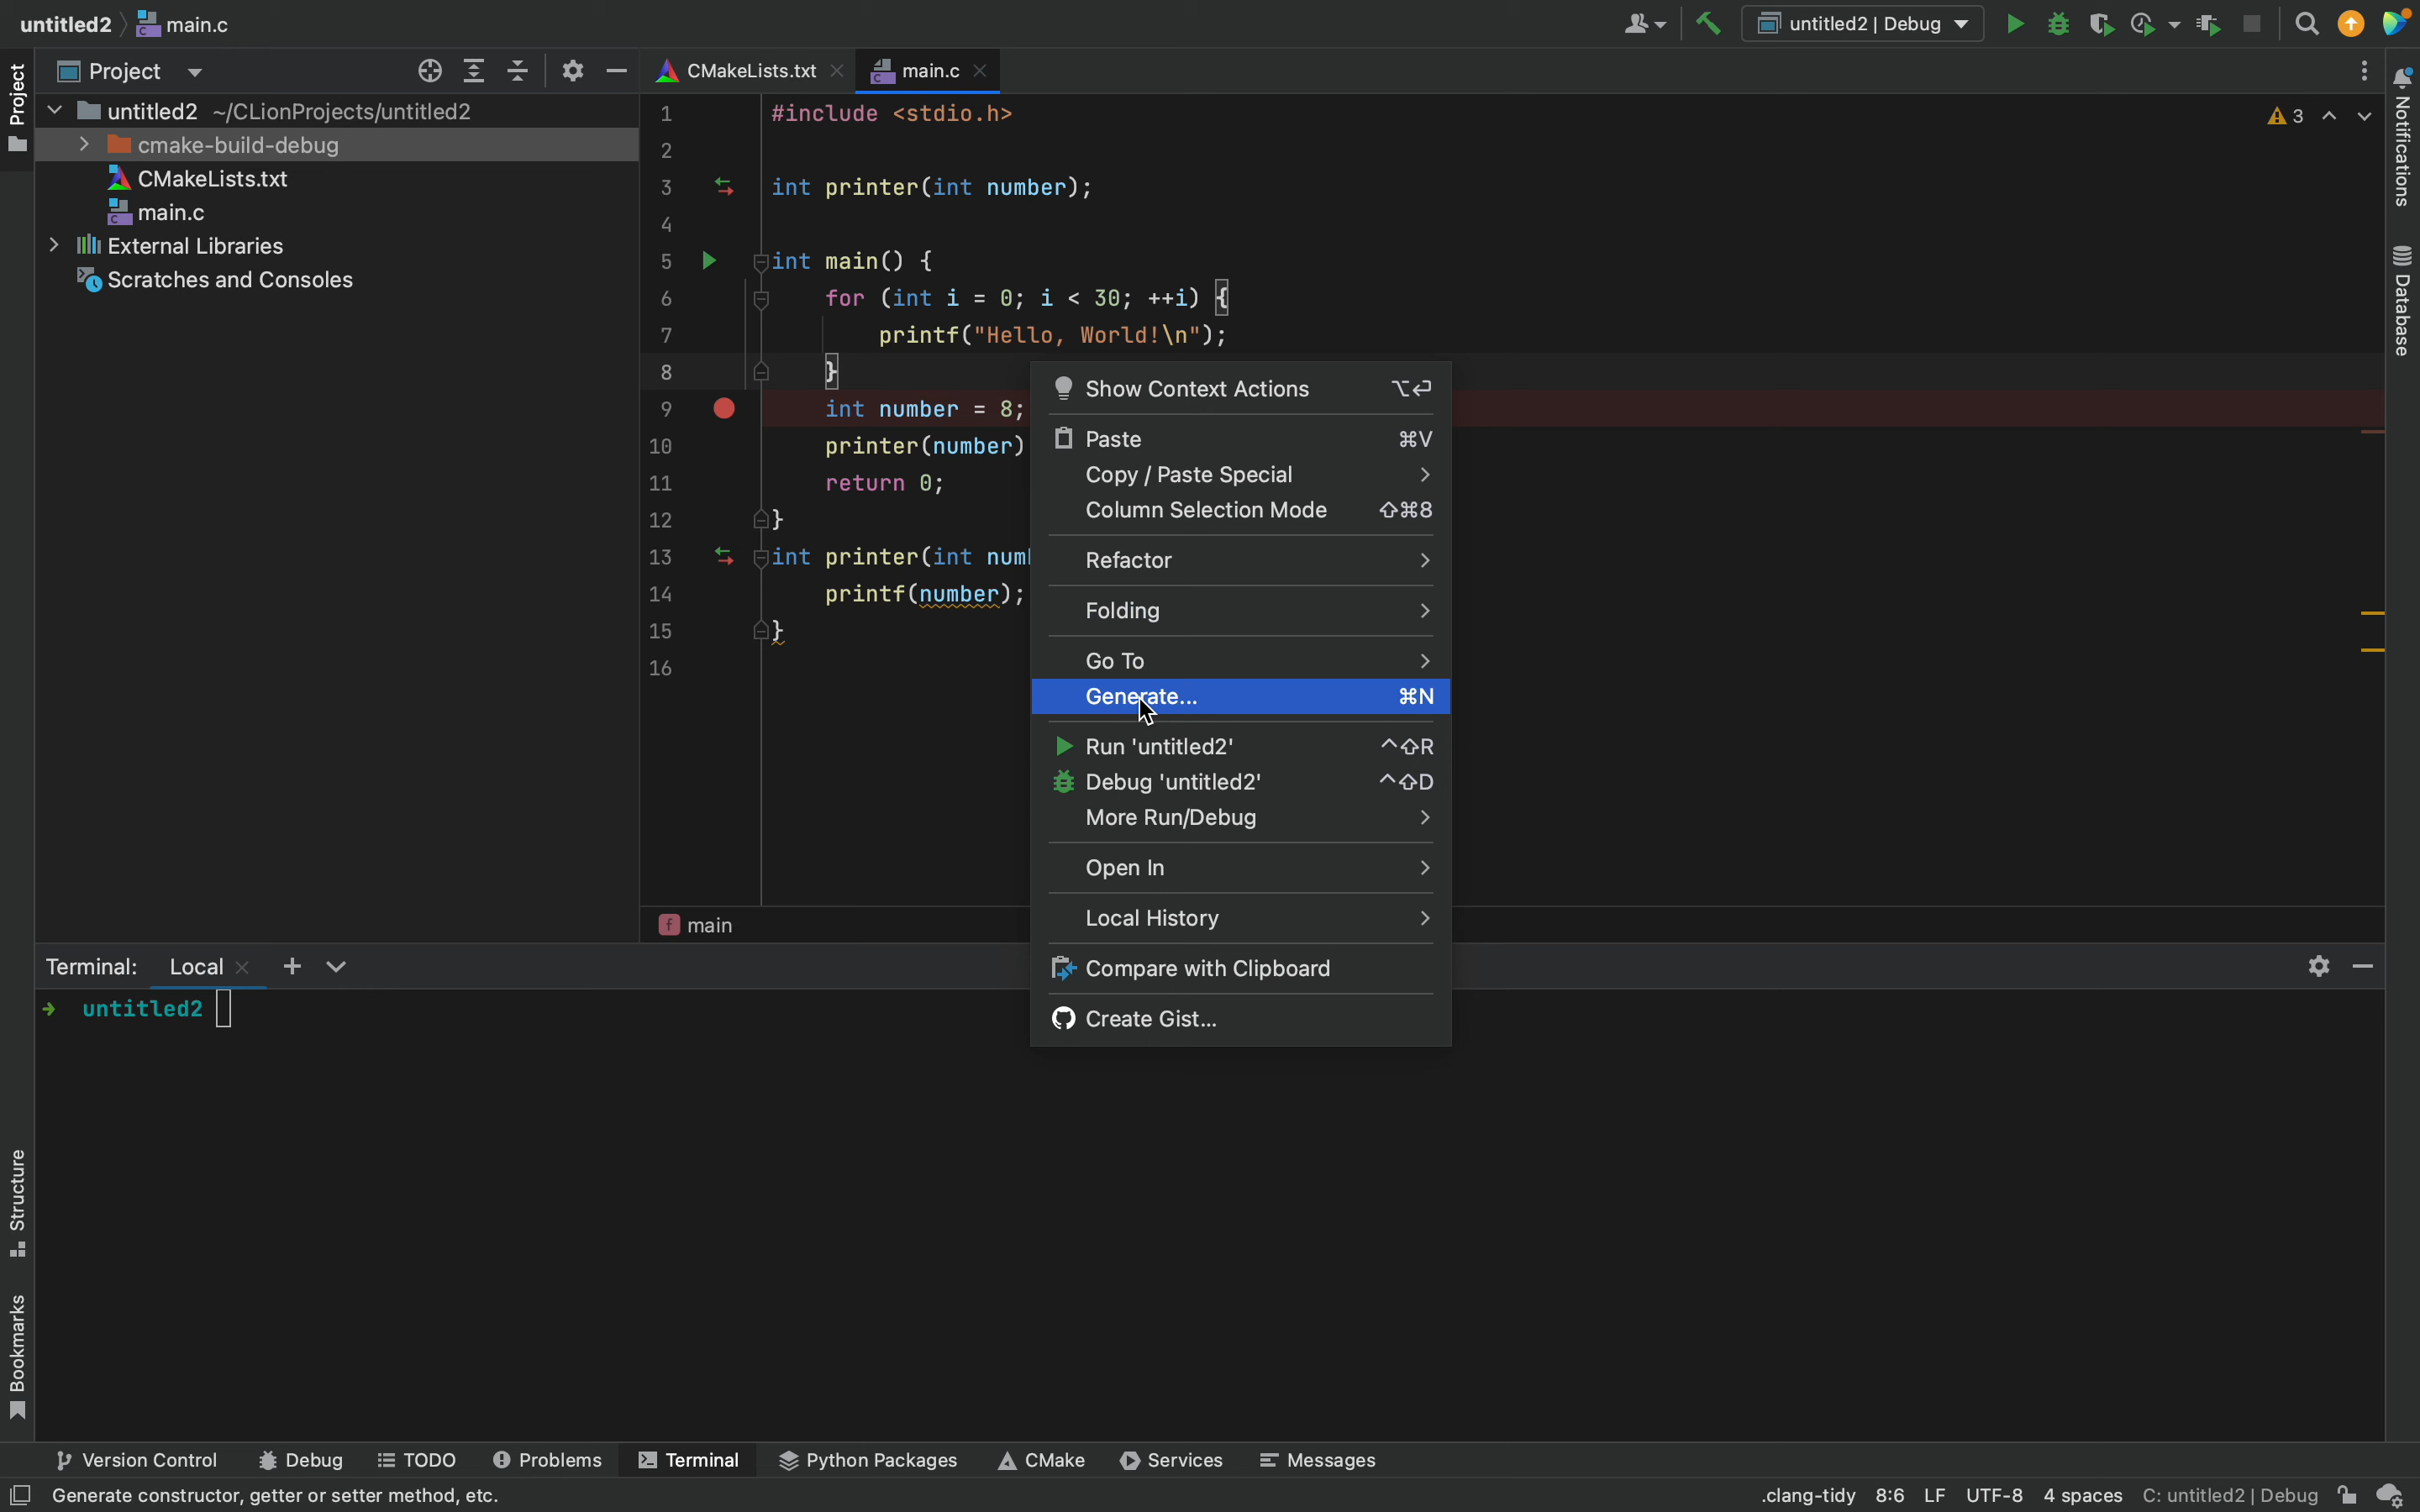 untitled2 main.c
untitled2 | Debug
Project
Project
CMakeLists.txt
main.c
Notifications
Database
untitled2 ~/CLionProjects/untitled2
cmake-build-debug
CMakeLists.txt
main.c
External Libraries
Scratches and Consoles
3
1 #include <stdio.h>
2
3 int printer(int number);
4
5 int main() {
6 for (int i = 0; i < 30; ++i) {
7 printf("Hello, World!\n");
8 }
9 int number = 8;
10 printer(number)
11 return 0;
12 }
13 int printer(int num
14 printf(number);
15 }
16
Show Context Actions ⌥⏎
Paste ⌘V
Copy / Paste Special
Column Selection Mode ⇧⌘8
Refactor
Folding
Go To
Generate... ⌘N
Run 'untitled2' ^⇧R
Debug 'untitled2' ^⇧D
More Run/Debug
Open In
Local History
Compare with Clipboard
Create Gist...
f main
Terminal: Local
untitled2
Structure
Bookmarks
Version Control
Debug
TODO
Problems
Terminal
Python Packages
CMake
Services
Messages
Generate constructor, getter or setter method, etc.
.clang-tidy 8:6 LF UTF-8 4 spaces C: untitled2 | Debug